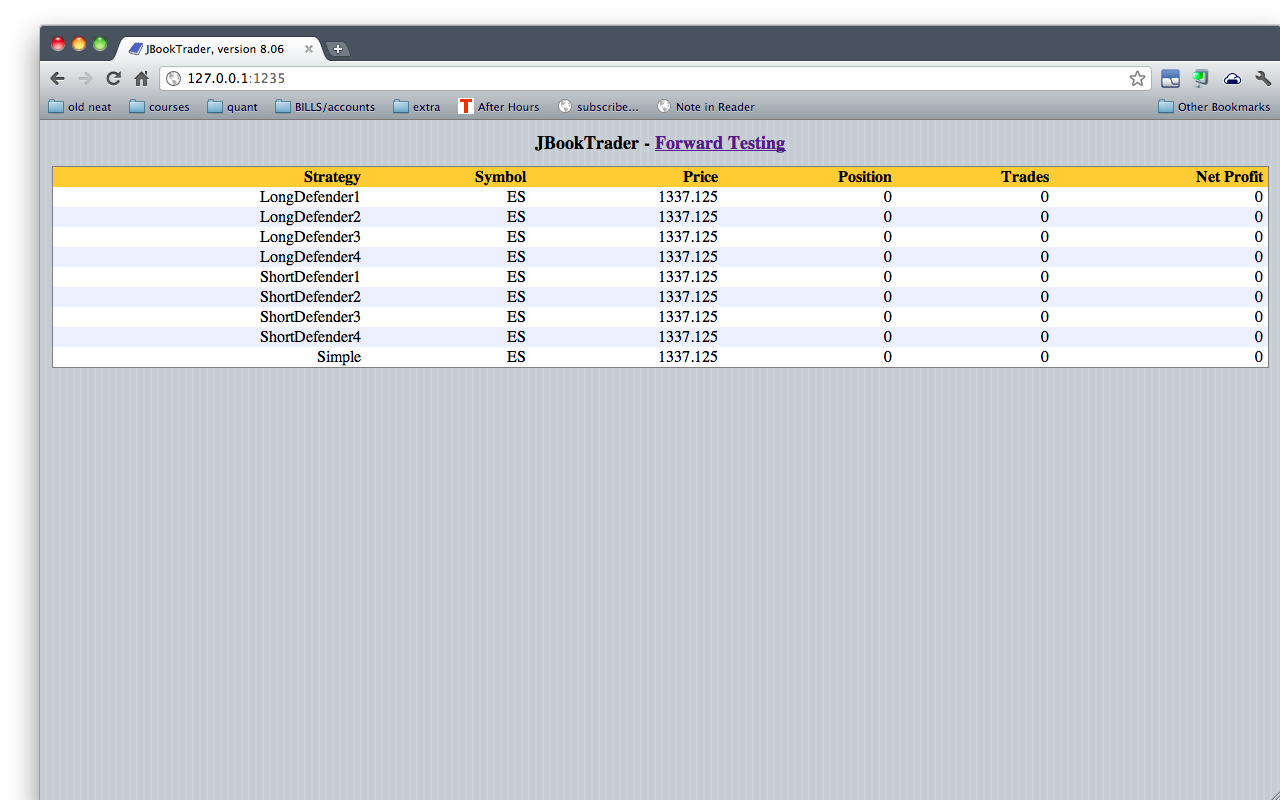 JBookTrader, version 8.06
127.0.0.1:1235
old neat courses quant BILLS/accounts extra T After Hours subscribe... Note in Reader Other Bookmarks
JBookTrader - Forward Testing
Strategy Symbol Price Position Trades Net Profit
LongDefender1 ES 1337.125 0 0 0
LongDefender2 ES 1337.125 0 0 0
LongDefender3 ES 1337.125 0 0 0
LongDefender4 ES 1337.125 0 0 0
ShortDefender1 ES 1337.125 0 0 0
ShortDefender2 ES 1337.125 0 0 0
ShortDefender3 ES 1337.125 0 0 0
ShortDefender4 ES 1337.125 0 0 0
Simple ES 1337.125 0 0 0